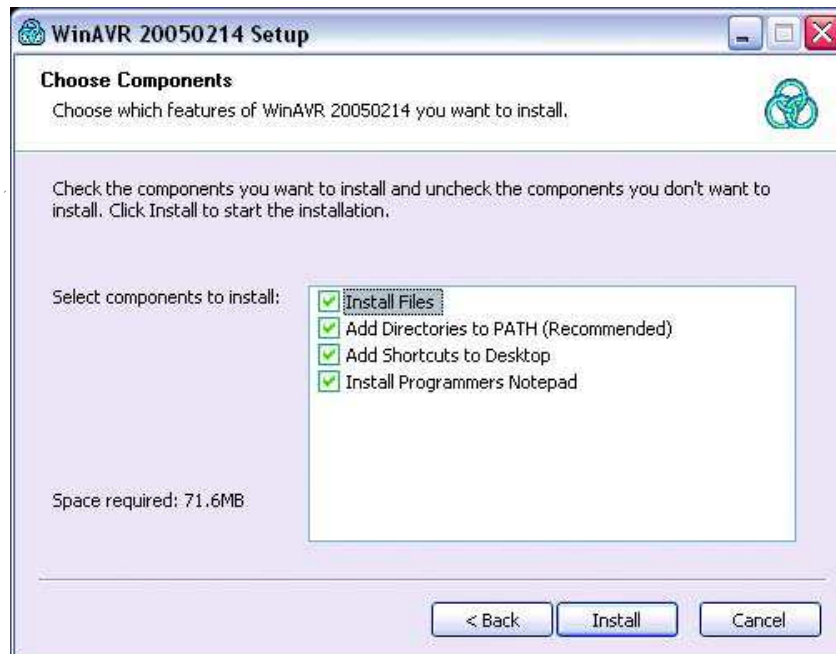 WinAVR 20050214 Setup
Choose Components
Choose which features of WinAVR 20050214 you want to install.
Check the components you want to install and uncheck the components you don't want to
install. Click Install to start the installation.
Select components to install:
Install Files
Add Directories to PATH (Recommended)
Add Shortcuts to Desktop
Install Programmers Notepad
Space required: 71.6MB
< Back
Install
Cancel